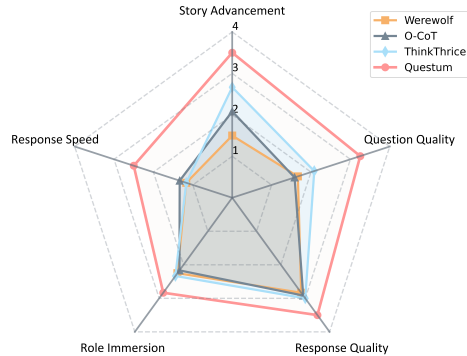 Story Advancement
4
Werewolf
O-CoT
ThinkThrice
Questum
3
2
Response Speed
Question Quality
1
Role Immersion
Response Quality